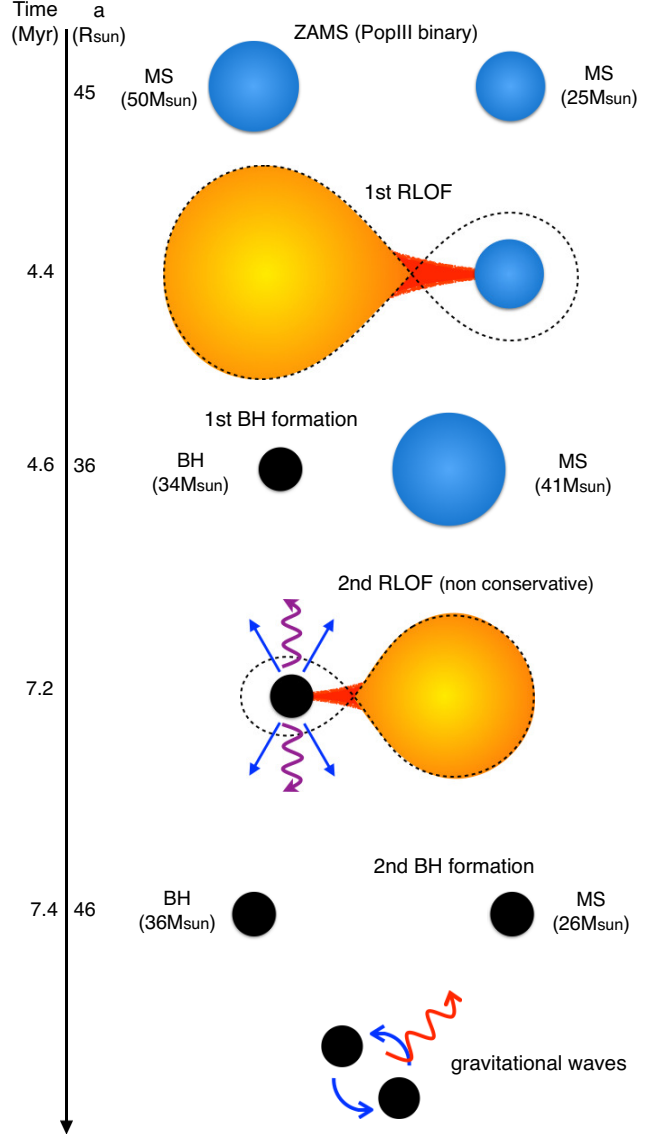 Time
(Myr)
a
(Rsun)
ZAMS (PopIII binary)
MS
(50Msun)
MS
(25Msun)
45
1st RLOF
4.4
1st BH formation
4.6
36
BH
(34Msun)
MS
(41Msun)
2nd RLOF (non conservative)
7.2
2nd BH formation
7.4
46
BH
(36Msun)
MS
(26Msun)
gravitational waves